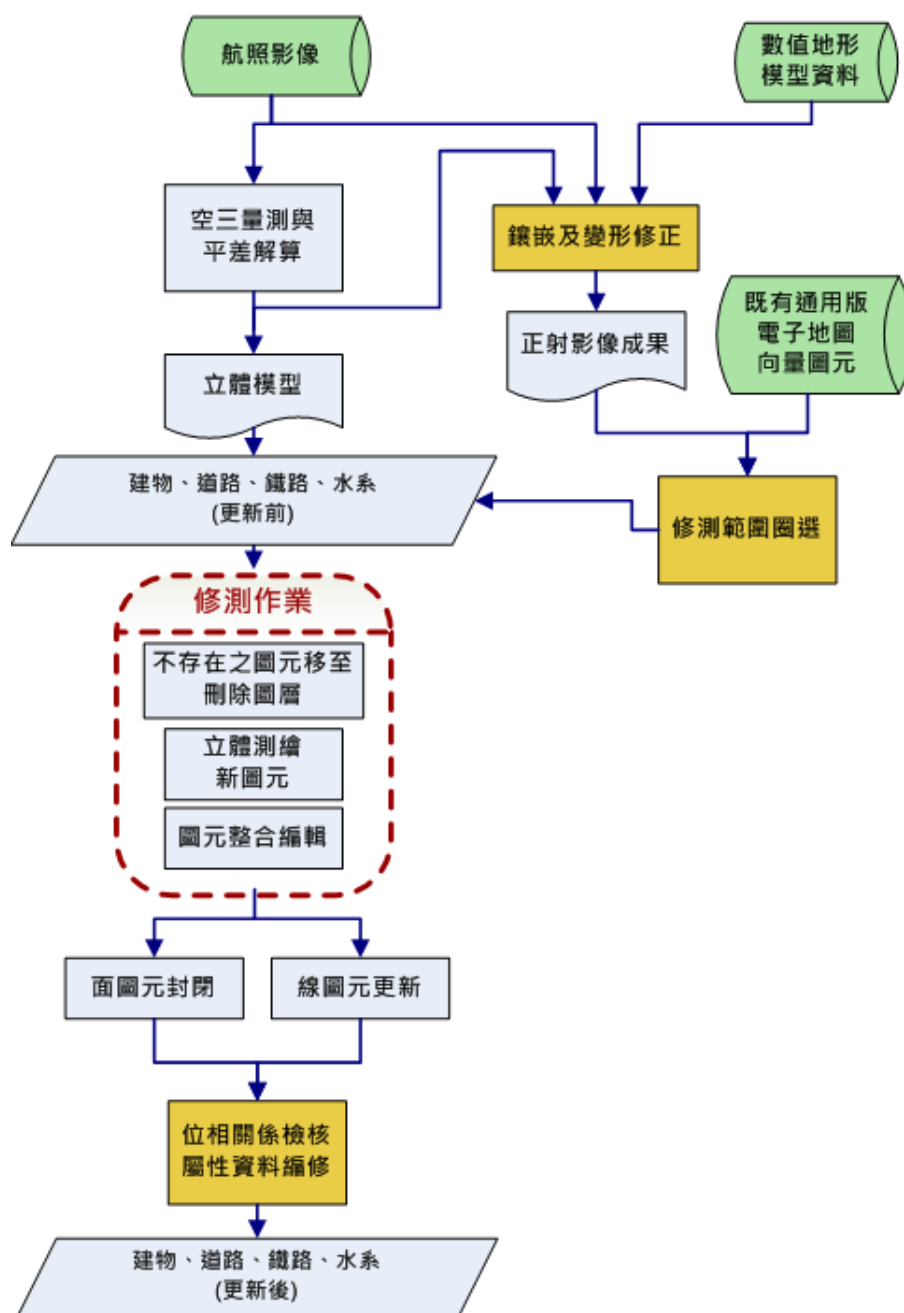 航照影像
數值地形
模型資料
空三量測與
平差解算
鑲嵌及變形修正
既有通用版
電子地圖
向量圖元
正射影像成果
立體模型
建物、道路、鐵路、水系
(更新前)
修測範圍圈選
修測作業
不存在之圖元移至
刪除圖層
立體測繪
新圖元
圖元整合編輯
面圖元封閉
線圖元更新
位相關係檢核
屬性資料編修
建物、道路、鐵路、水系
(更新後)